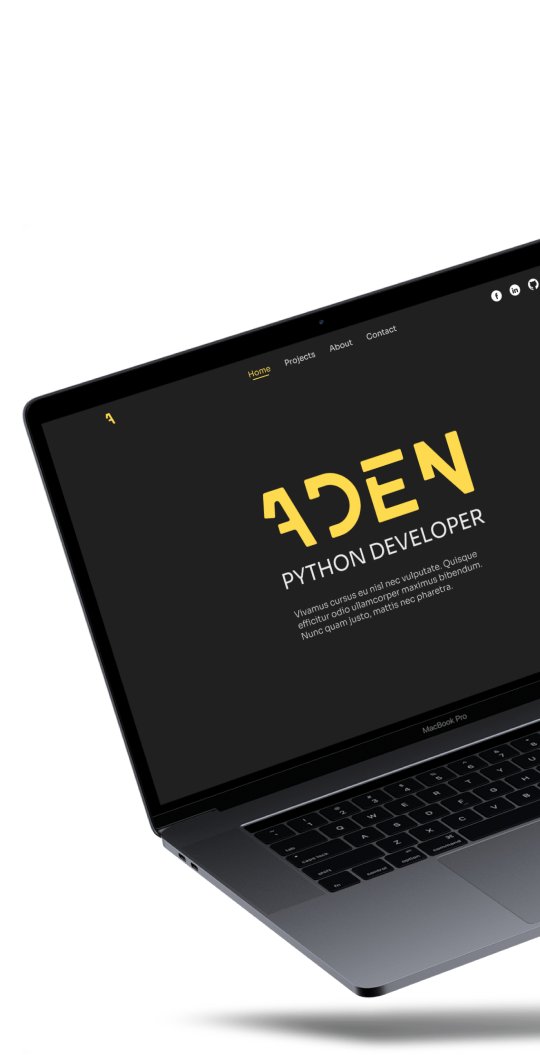 Home Projects About Contact
ADEN
PYTHON DEVELOPER
Vivamus cursus eu nisl nec vulputate. Quisque
efficitur odio ullamcorper maximus bibendum.
Nunc quam justo, mattis nec pharetra.
MacBook Pro
Q W E R T Y U
A S D F G H
Z X C V B